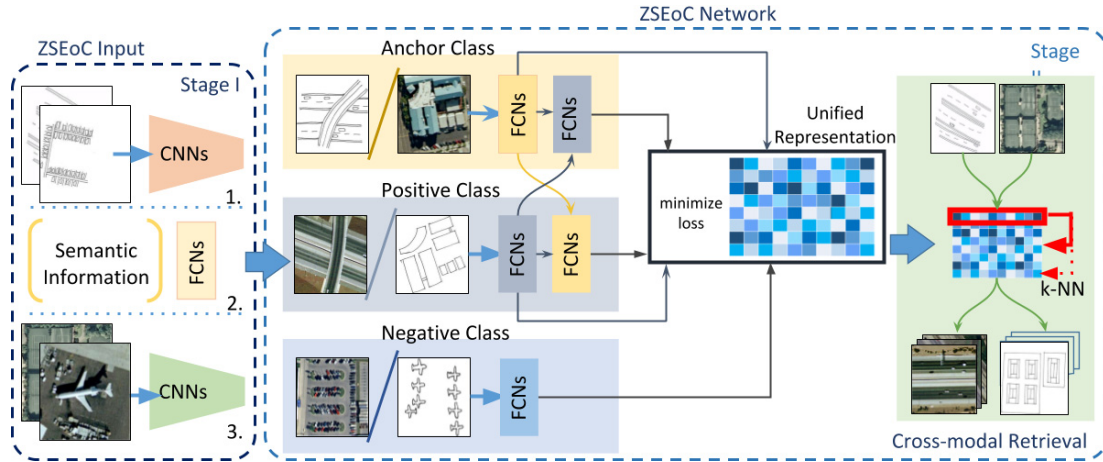 ZSEoC Network
ZSEoC Input
Stage I
CNNs
1.
Semantic
Information
FCNs
2.
CNNs
3.
Anchor Class
FCNs
FCNs
Positive Class
FCNs
FCNs
Negative Class
FCNs
minimize
loss
Unified
Representation
Stage
II
k-NN
Cross-modal Retrieval